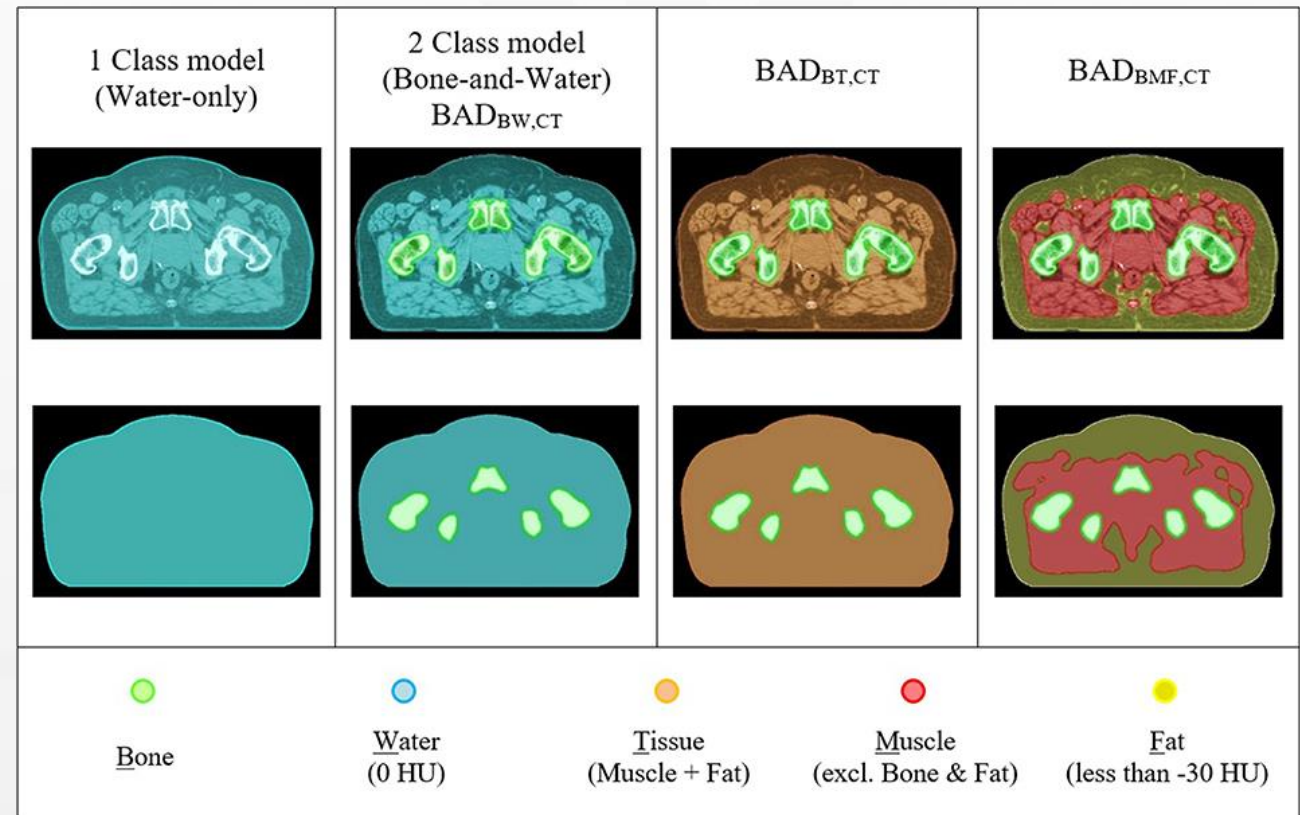 1 Class model
(Water-only)
2 Class model
(Bone-and-Water)
BADBW,CT
BADBT,CT
BADBMF,CT
Bone
Water
(0 HU)
Tissue
(Muscle + Fat)
Muscle
(excl. Bone & Fat)
Fat
(less than -30 HU)